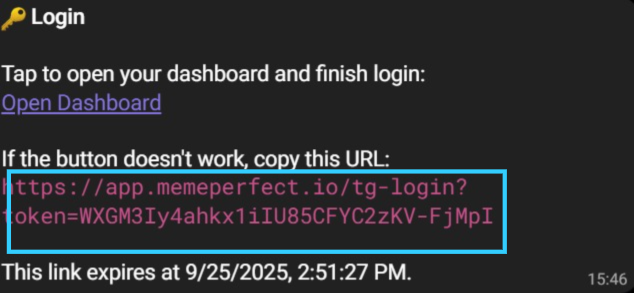 🔑 Login
Tap to open your dashboard and finish login:
Open Dashboard
If the button doesn't work, copy this URL:
https://app.memeperfect.io/tg-login?
token=WXGM3Iy4ahkx1iIU85CFYC2zKV-FjMpI
This link expires at 9/25/2025, 2:51:27 PM.
15:46